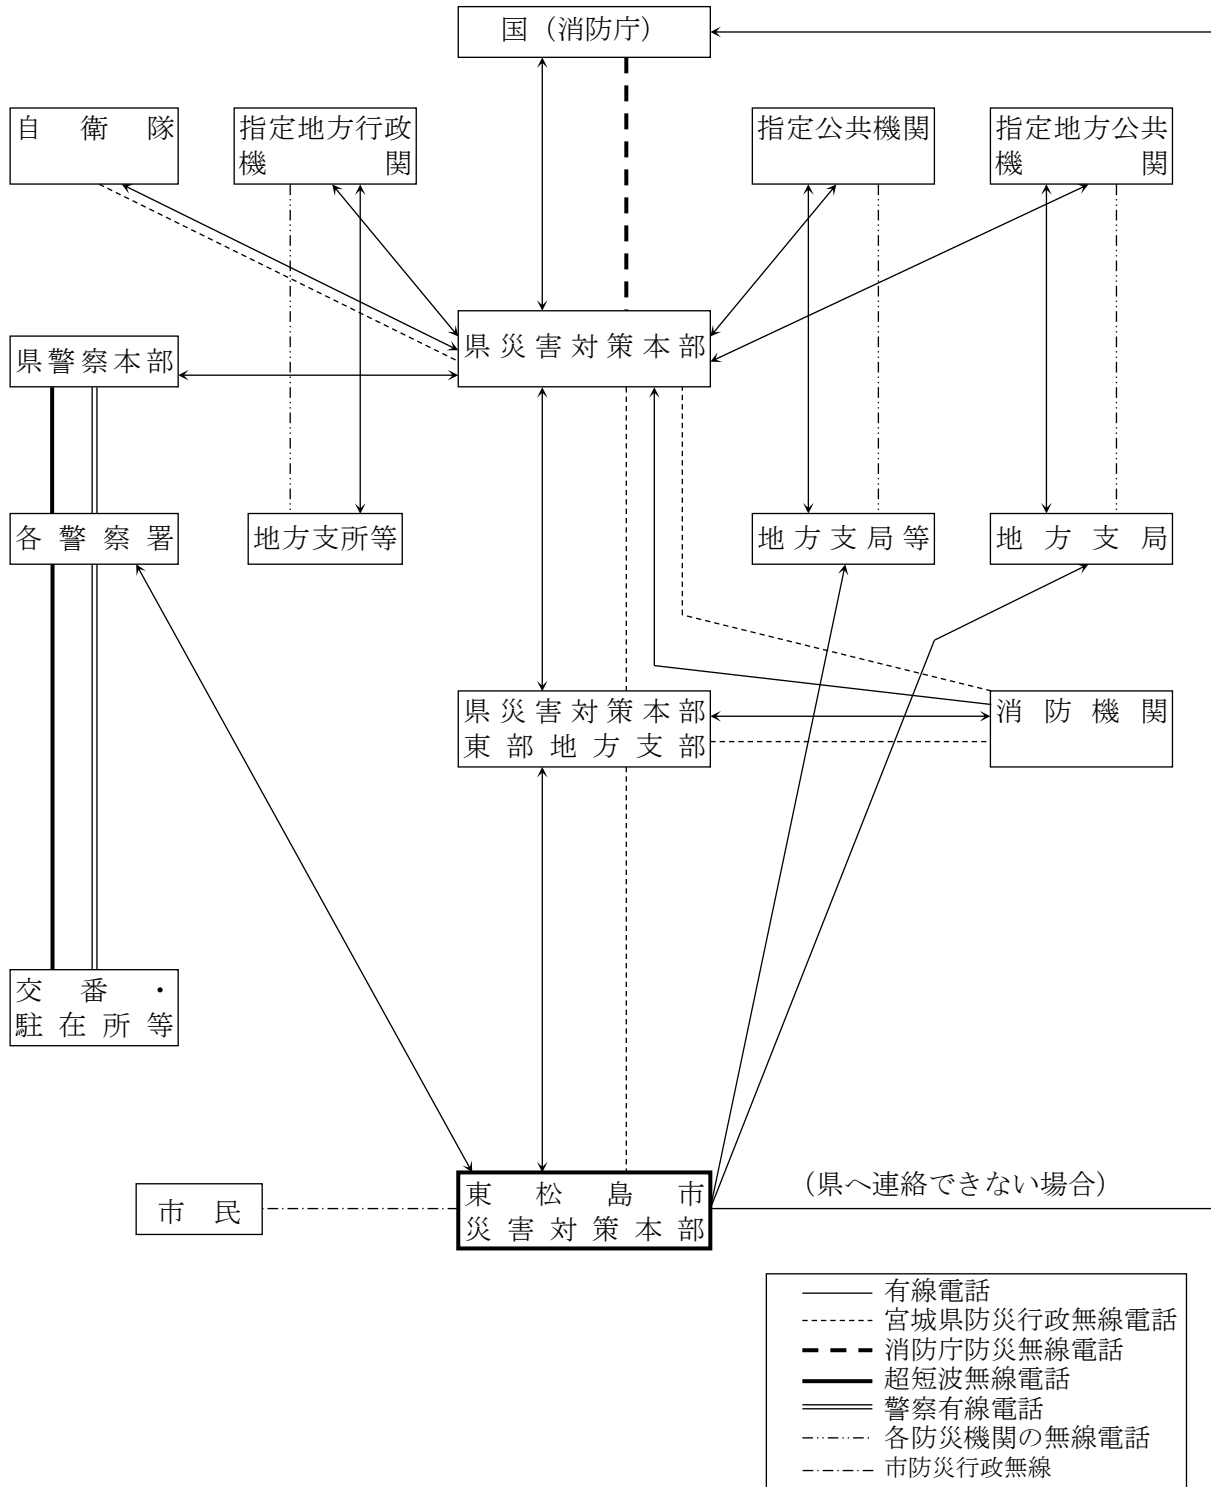 国（消防庁）
自衛隊
指定地方行政
機関
指定公共機関
指定地方公共
機関
県災害対策本部
県警察本部
各警察署
地方支所等
地方支局等
地方支局
県災害対策本部
東部地方支部
消防機関
交番・
駐在所等
（県へ連絡できない場合）
市民
東松島市
災害対策本部
有線電話
宮城県防災行政無線電話
消防庁防災無線電話
超短波無線電話
警察有線電話
各防災機関の無線電話
市防災行政無線